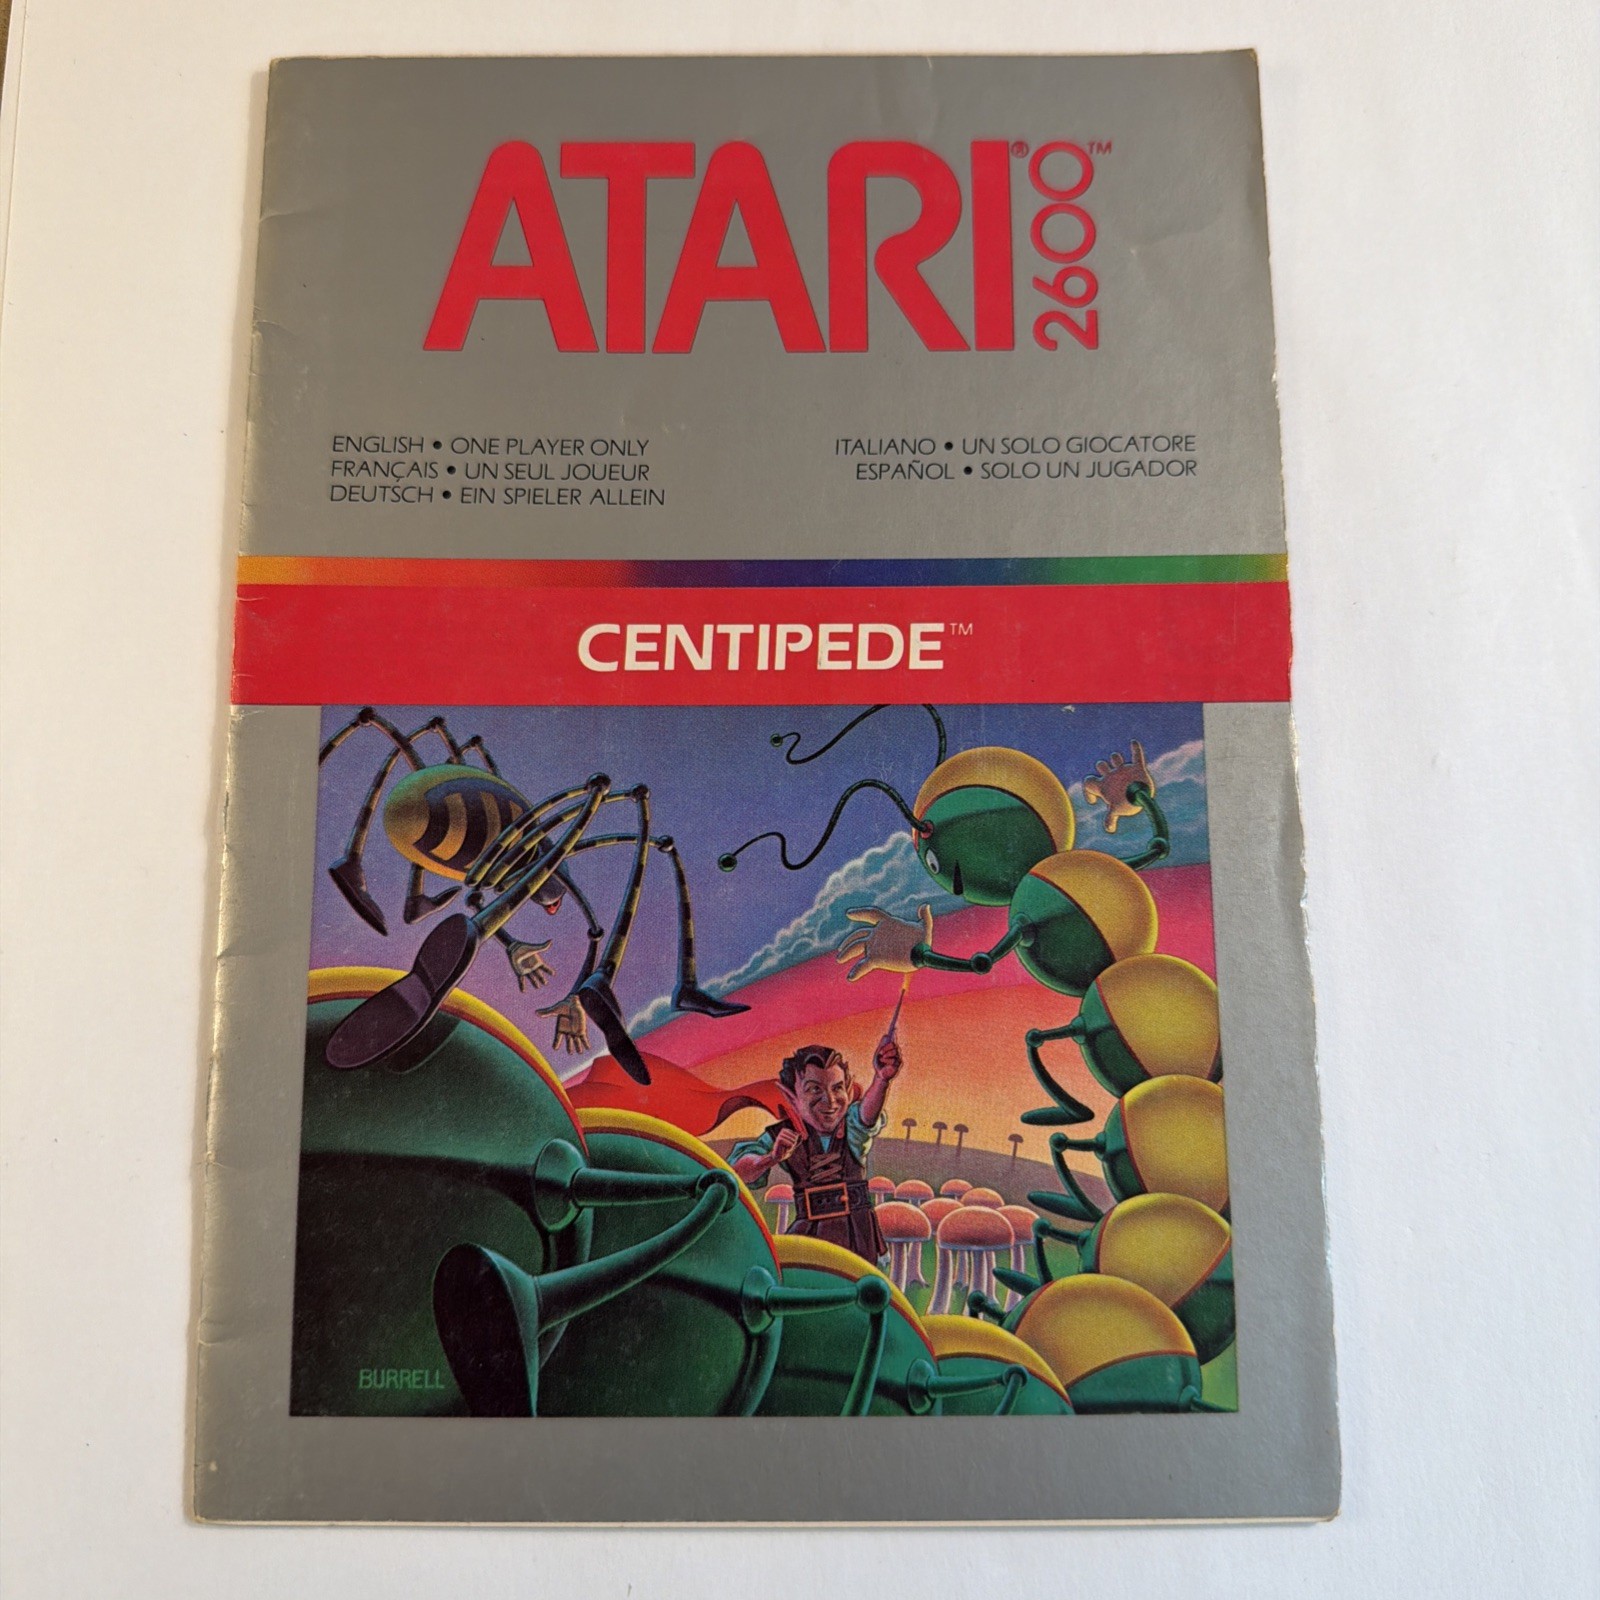 ATARI® 2600™
ENGLISH • ONE PLAYER ONLY
FRANÇAIS • UN SEUL JOUEUR
DEUTSCH • EIN SPIELER ALLEIN
ITALIANO • UN SOLO GIOCATORE
ESPAÑOL • SOLO UN JUGADOR
CENTIPEDE™
BURRELL